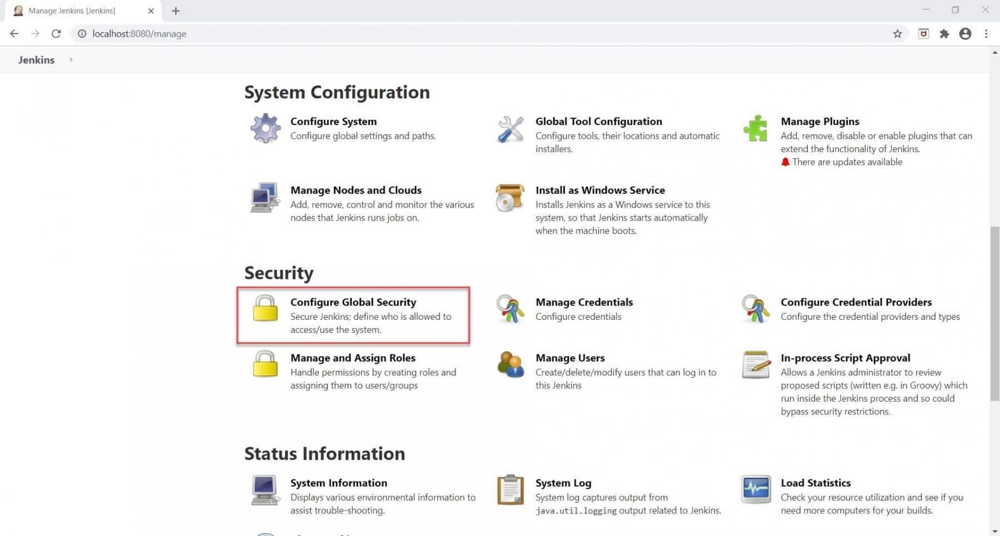 Manage Jenkins [Jenkins]
localhost:8080/manage
Jenkins
System Configuration
Configure System
Configure global settings and paths.
Global Tool Configuration
Configure tools, their locations and automatic
installers.
Manage Plugins
Add, remove, disable or enable plugins that can
extend the functionality of Jenkins.
There are updates available
Manage Nodes and Clouds
Add, remove, control and monitor the various
nodes that Jenkins runs jobs on.
Install as Windows Service
Installs Jenkins as a Windows service to this
system, so that Jenkins starts automatically
when the machine boots.
Security
Configure Global Security
Secure Jenkins; define who is allowed to
access/use the system.
Manage Credentials
Configure credentials
Configure Credential Providers
Configure the credential providers and types
Manage and Assign Roles
Handle permissions by creating roles and
assigning them to users/groups
Manage Users
Create/delete/modify users that can log in to
this Jenkins
In-process Script Approval
Allows a Jenkins administrator to review
proposed scripts (written e.g. in Groovy) which
run inside the Jenkins process and so could
bypass security restrictions.
Status Information
System Information
Displays various environmental information to
assist trouble-shooting.
System Log
System log captures output from
java.util.logging output related to Jenkins.
Load Statistics
Check your resource utilization and see if you
need more computers for your builds.